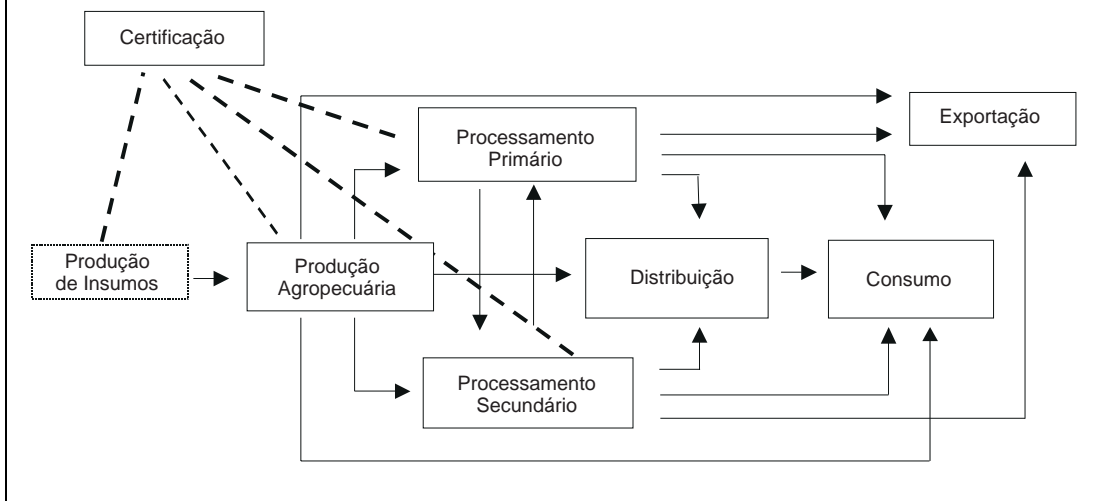 Certificação
Exportação
Processamento
Primário
Produção
de Insumos
Produção
Agropecuária
Distribuição
Consumo
Processamento
Secundário